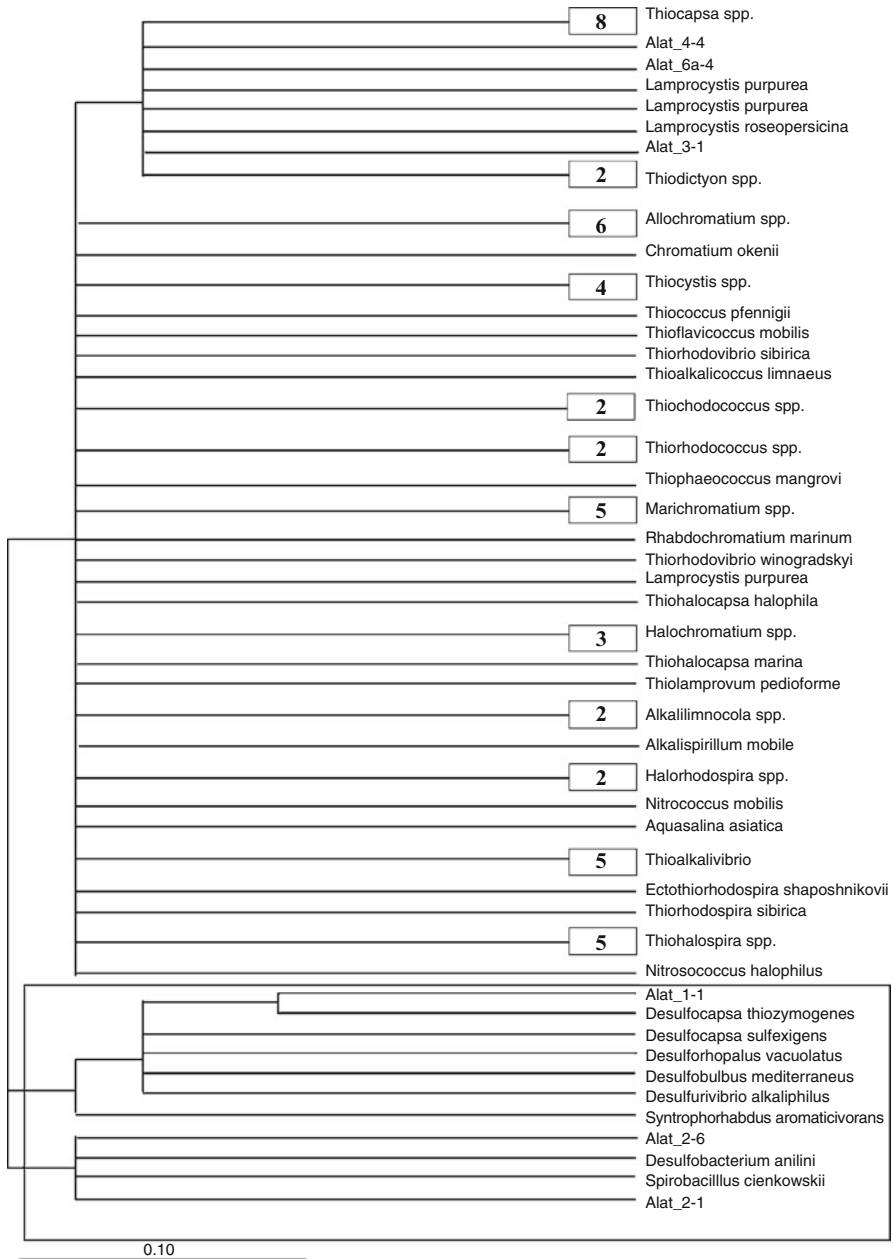 8 Thiocapsa spp.
Alat_4-4
Alat_6a-4
Lamprocystis purpurea
Lamprocystis purpurea
Lamprocystis roseopersicina
Alat_3-1
2 Thiodictyon spp.
6 Allochromatium spp.
Chromatium okenii
4 Thiocystis spp.
Thiococcus pfennigii
Thioflavicoccus mobilis
Thiorhodovibrio sibirica
Thioalkalicoccus limnaeus
2 Thiochodococcus spp.
2 Thiorhodococcus spp.
Thiophaeococcus mangrovi
5 Marichromatium spp.
Rhabdochromatium marinum
Thiorhodovibrio winogradskyi
Lamprocystis purpurea
Thiohalocapsa halophila
3 Halochromatium spp.
Thiohalocapsa marina
Thiolamprovum pedioforme
2 Alkalilimnocola spp.
Alkalispirillum mobile
2 Halorhodospira spp.
Nitrococcus mobilis
Aquasalina asiatica
5 Thioalkalivibrio
Ectothiorhodospira shaposhnikovii
Thiorhodospira sibirica
5 Thiohalospira spp.
Nitrosococcus halophilus
Alat_1-1
Desulfocapsa thiozymogenes
Desulfocapsa sulfexigens
Desulforhopalus vacuolatus
Desulfobulbus mediterraneus
Desulfurivibrio alkaliphilus
Syntrophorhabdus aromaticivorans
Alat_2-6
Desulfobacterium anilini
Spirobacilllus cienkowskii
Alat_2-1
0.10